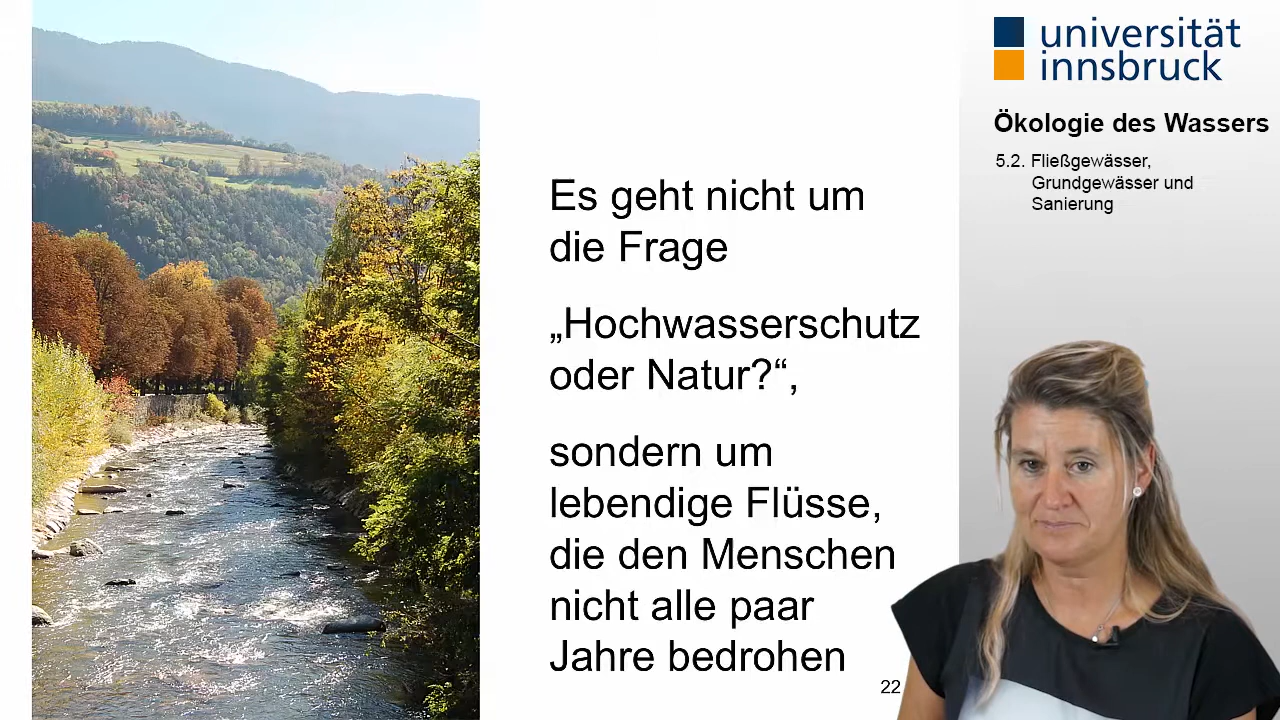 Es geht nicht um
die Frage
„Hochwasserschutz
oder Natur?“,
sondern um
lebendige Flüsse,
die den Menschen
nicht alle paar
Jahre bedrohen
22
universität
innsbruck
Ökologie des Wassers
5.2. Fließgewässer,
Grundgewässer und
Sanierung